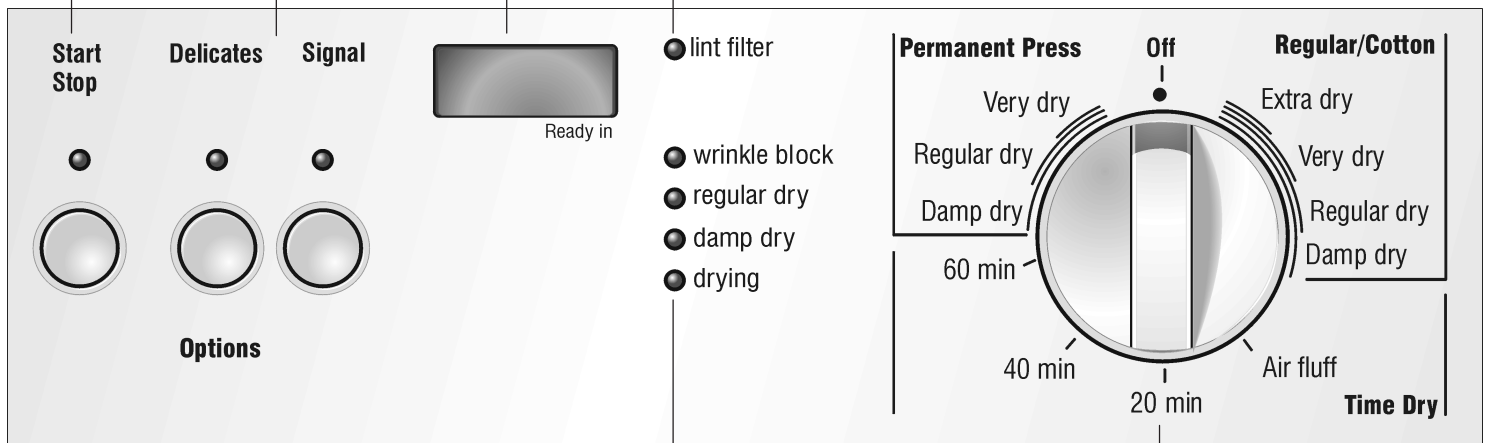 Start
Stop
Delicates
Signal
Options
Ready in
lint filter
wrinkle block
regular dry
damp dry
drying
Permanent Press
Very dry
Regular dry
Damp dry
Off
Regular/Cotton
Extra dry
Very dry
Regular dry
Damp dry
60 min
40 min
20 min
Air fluff
Time Dry